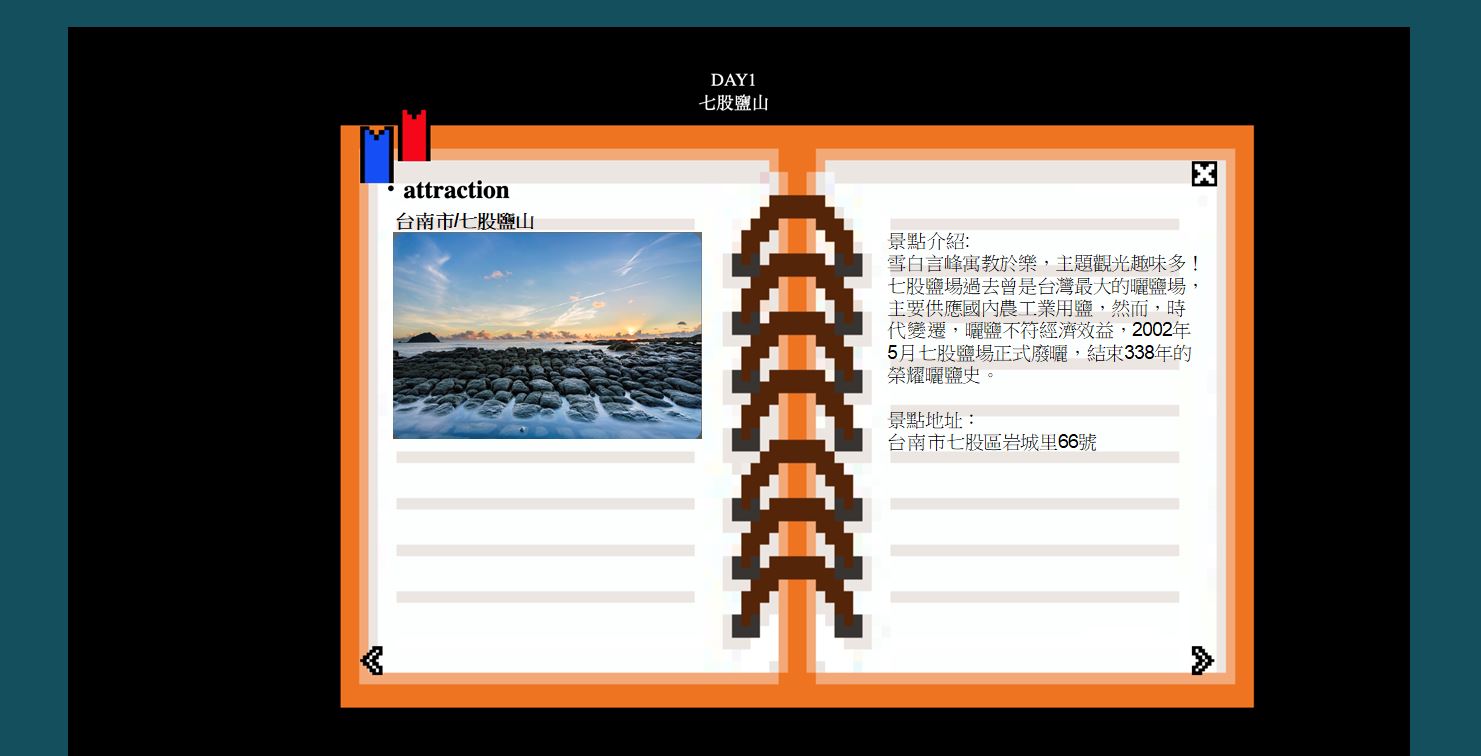 DAY1
七股鹽山
・attraction
台南市/七股鹽山
景點介紹:
雪白言峰寓教於樂，主題觀光趣味多！
七股鹽場過去曾是台灣最大的曬鹽場，
主要供應國內農工業用鹽，然而，時
代變遷，曬鹽不符經濟效益，2002年
5月七股鹽場正式廢曬，結束338年的
榮耀曬鹽史。
景點地址：
台南市七股區岩城里66號